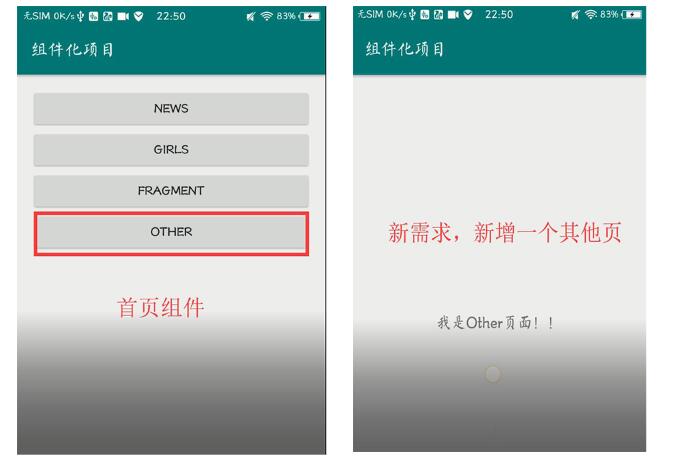 无SIM 0K/s 22:50 83%
组件化项目
NEWS
GIRLS
FRAGMENT
OTHER
首页组件
无SIM 0K/s 22:50 83%
组件化项目
新需求，新增一个其他页
我是Other页面！！